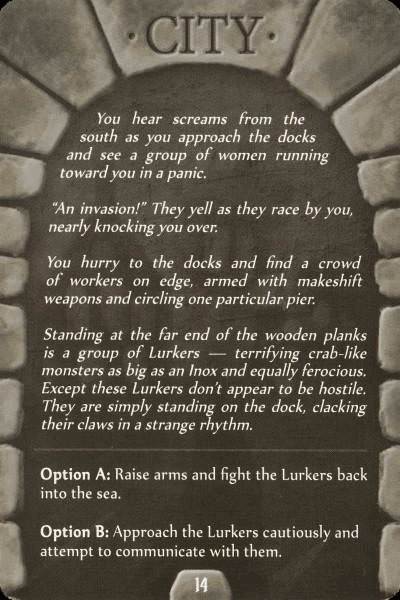 · CITY ·
You hear screams from the
south as you approach the docks
and see a group of women running
toward you in a panic.
“An invasion!” They yell as they race by you,
nearly knocking you over.
You hurry to the docks and find a crowd
of workers on edge, armed with makeshift
weapons and circling one particular pier.
Standing at the far end of the wooden planks
is a group of Lurkers — terrifying crab-like
monsters as big as an Inox and equally ferocious.
Except these Lurkers don’t appear to be hostile.
They are simply standing on the dock, clacking
their claws in a strange rhythm.
Option A: Raise arms and fight the Lurkers back
into the sea.
Option B: Approach the Lurkers cautiously and
attempt to communicate with them.
14